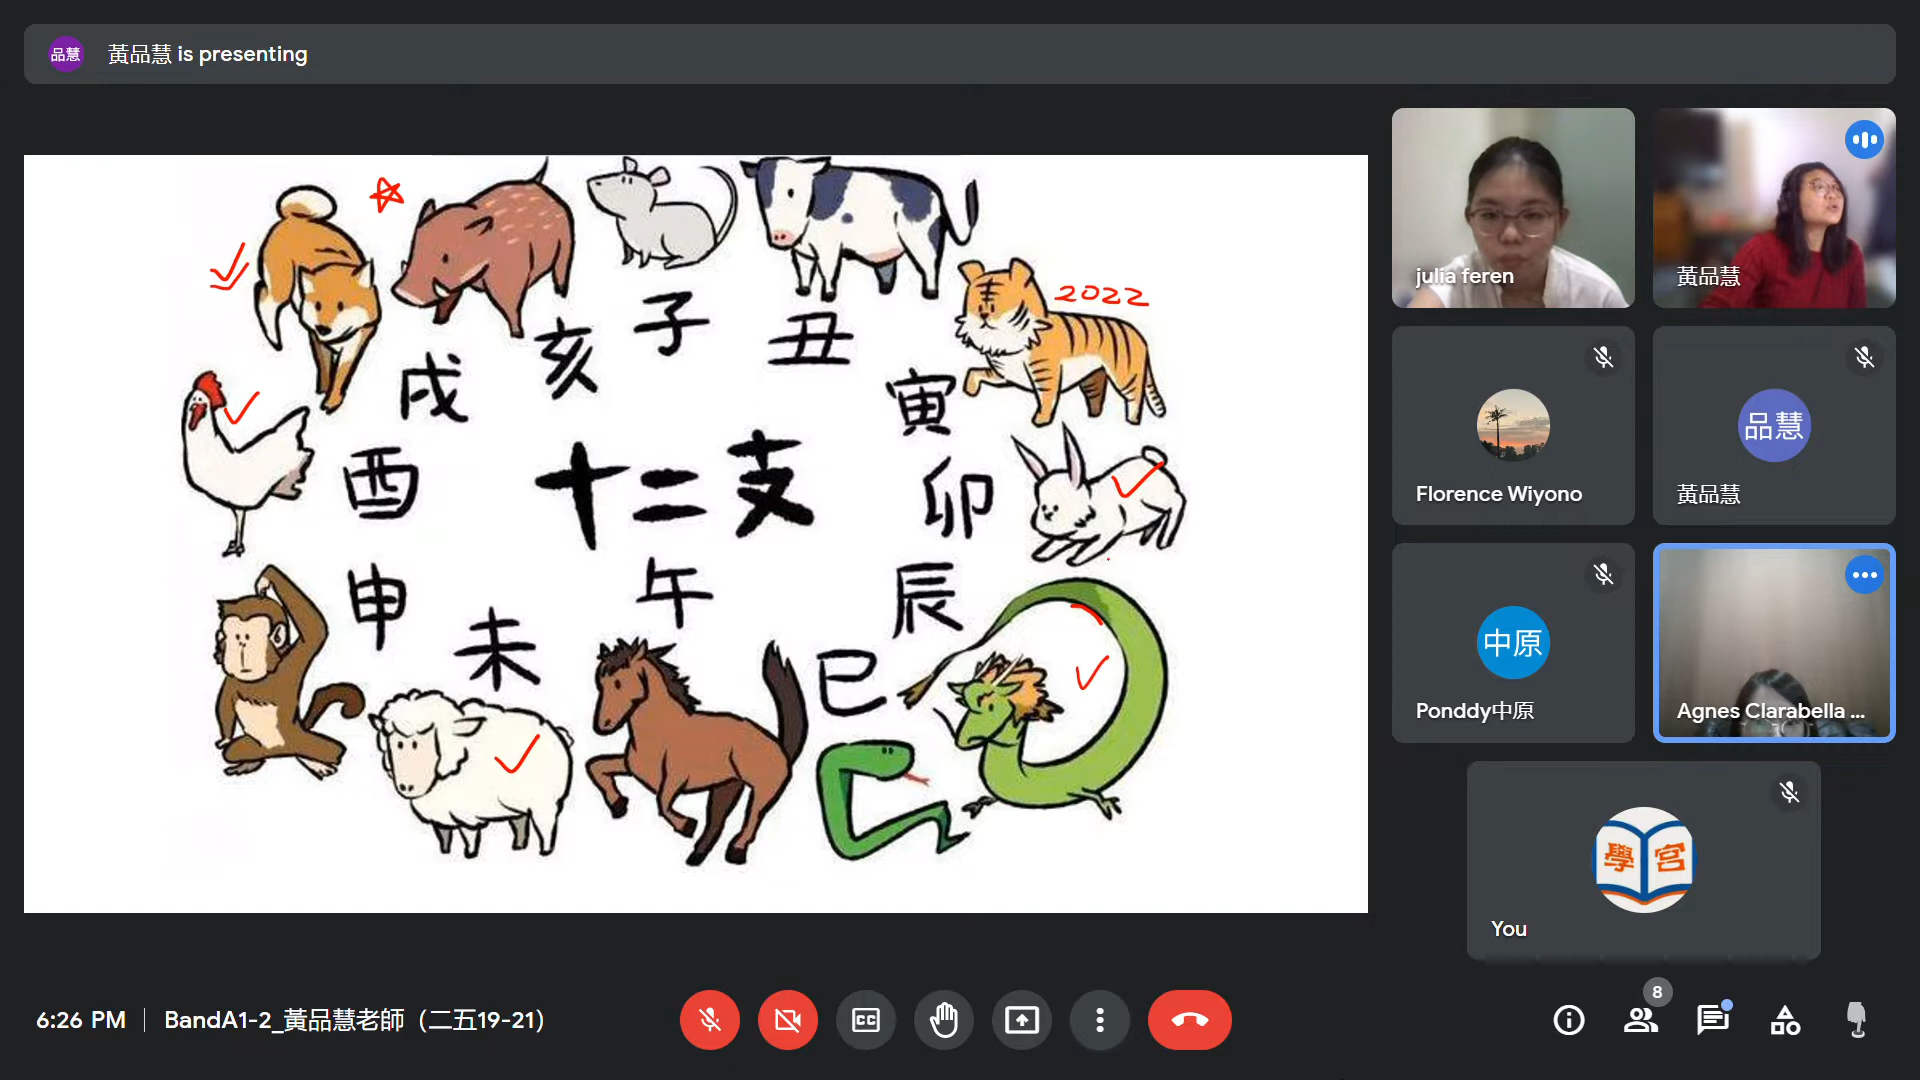 品慧 黃品慧 is presenting
2022
子
丑
亥
寅
戌
卯
酉
十二支
辰
午
申
未
巳
julia feren
黃品慧
Florence Wiyono
品慧
黃品慧
中原
Ponddy中原
Agnes Clarabella ...
學宮
You
6:26 PM | BandA1-2_黃品慧老師（二五19-21）
CC
8